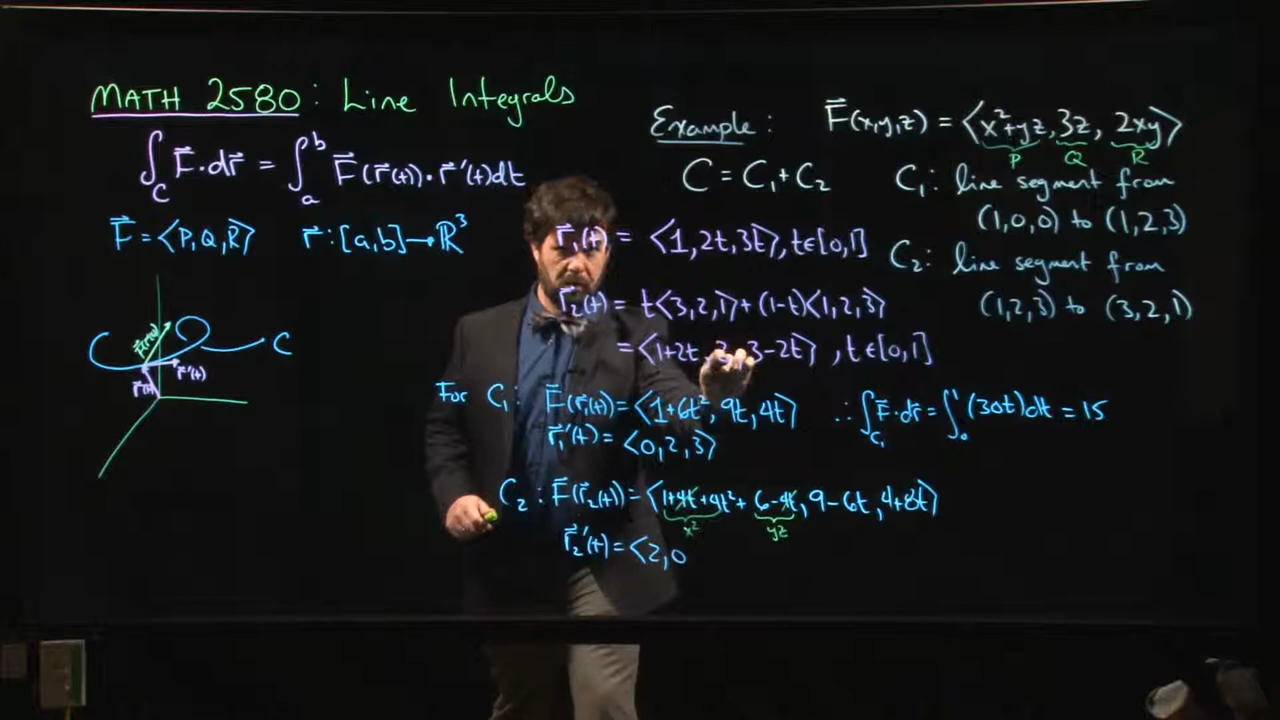 MATH 2580: Line Integrals
∫_C F⃗·dr⃗ = ∫_a^b F⃗(r⃗(t))·r⃗'(t)dt
F⃗ = ⟨P,Q,R⟩ r⃗:[a,b]→ℝ³
C
F⃗(r⃗(t))
r⃗'(t)
r⃗(t)
Example: F⃗(x,y,z) = ⟨x²+yz, 3z, 2xy⟩
P Q R
C = C₁+C₂ C₁: line segment from
(1,0,0) to (1,2,3)
C₂: line segment from
(1,2,3) to (3,2,1)
r⃗₁(t) = ⟨1,2t,3t⟩, t∈[0,1]
r⃗₂(t) = t⟨3,2,1⟩+(1-t)⟨1,2,3⟩
= ⟨1+2t, 3-2t⟩, t∈[0,1]
For C₁: F⃗(r⃗₁(t)) = ⟨1+6t², 9t, 4t⟩ ∴ ∫_C₁ F⃗·dr⃗ = ∫_0^1 (30t)dt = 15
r⃗₁'(t) = ⟨0,2,3⟩
C₂: F⃗(r⃗₂(t)) = ⟨1+4t+4t²+6-4t, 9-6t, 4+8t⟩
x² yz
r⃗₂'(t) = ⟨2,0